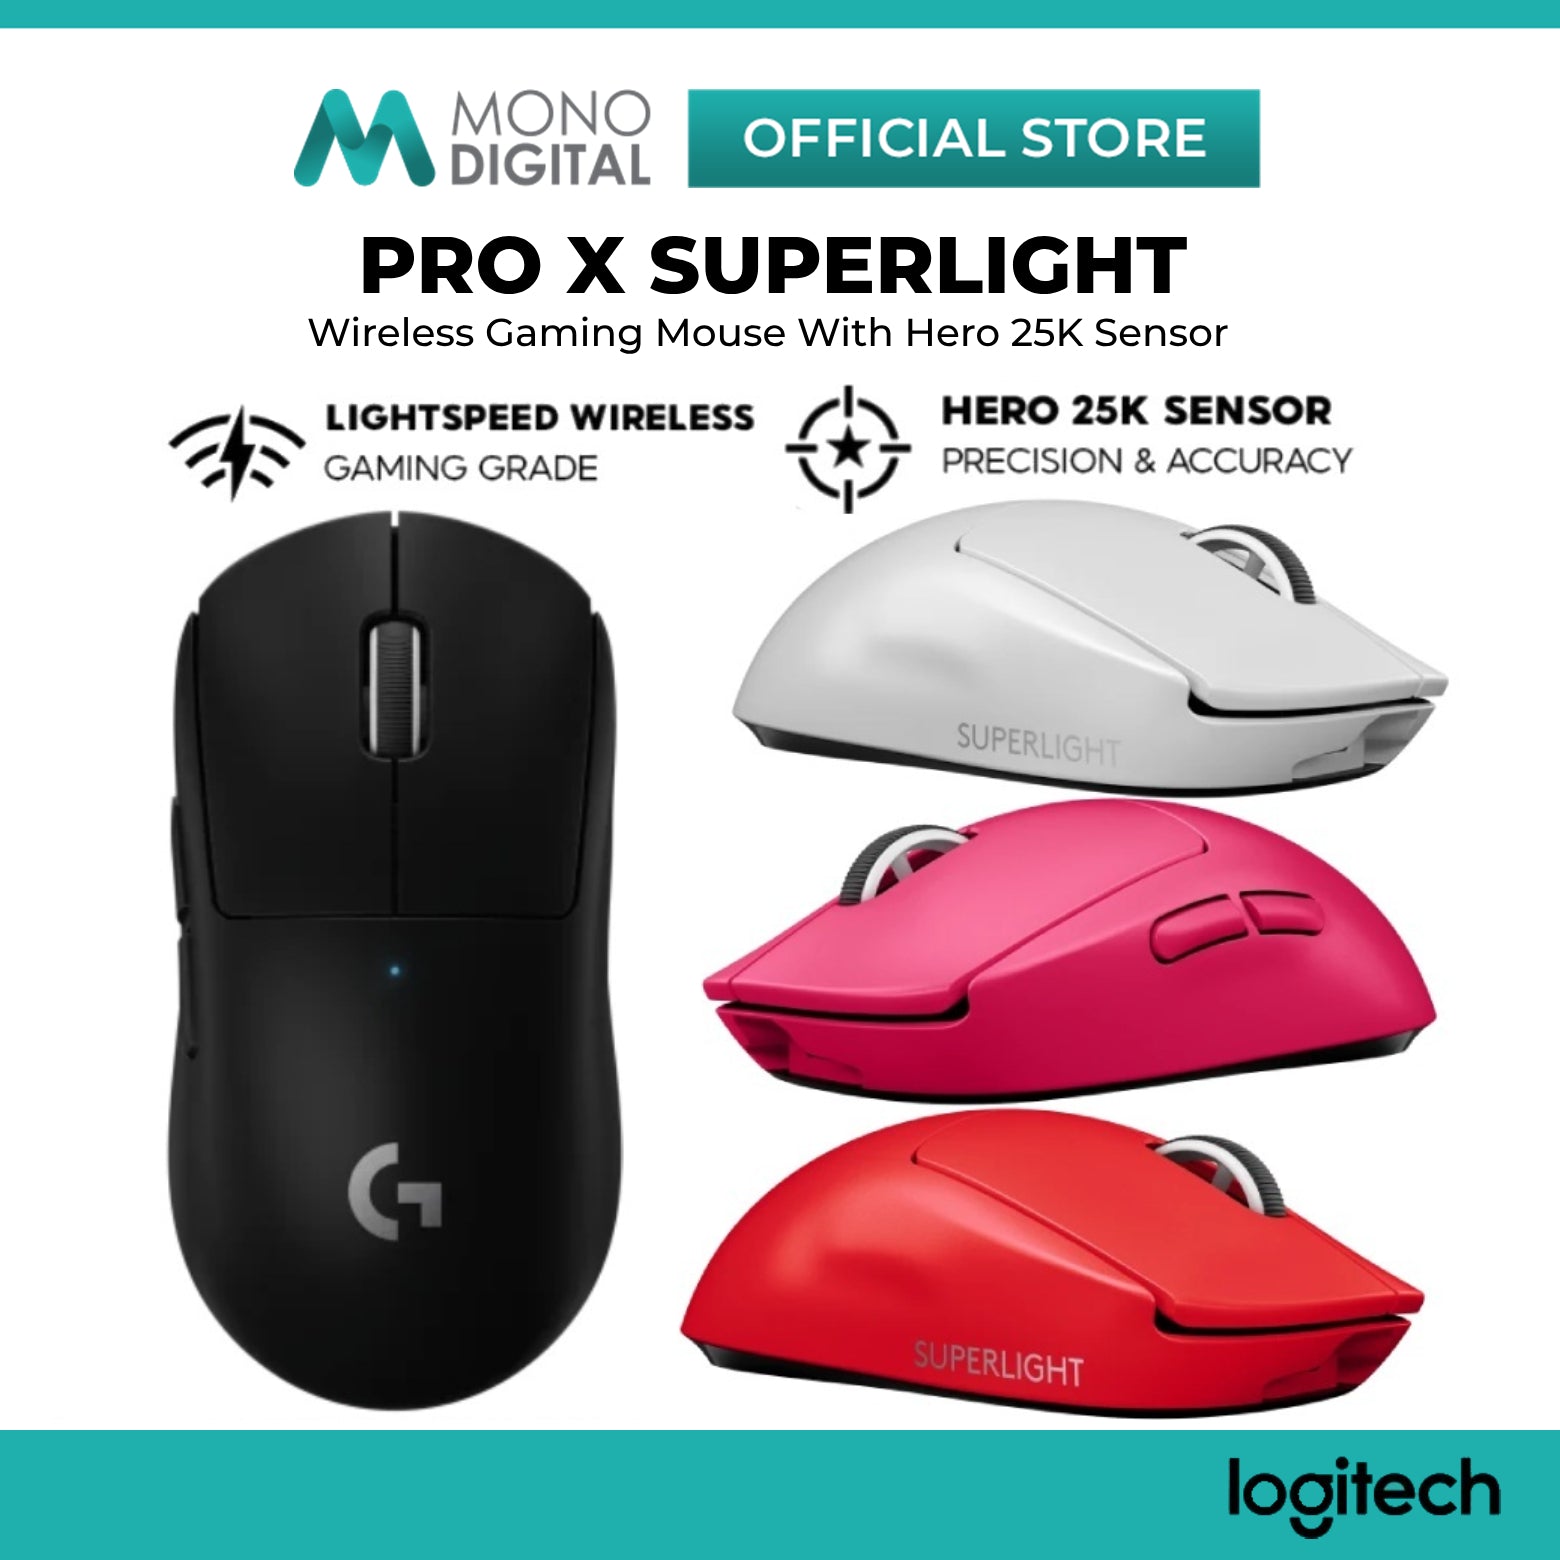 MONO
DIGITAL
OFFICIAL STORE
PRO X SUPERLIGHT
Wireless Gaming Mouse With Hero 25K Sensor
LIGHTSPEED WIRELESS
GAMING GRADE
HERO 25K SENSOR
PRECISION & ACCURACY
SUPERLIGHT
G
SUPERLIGHT
logitech